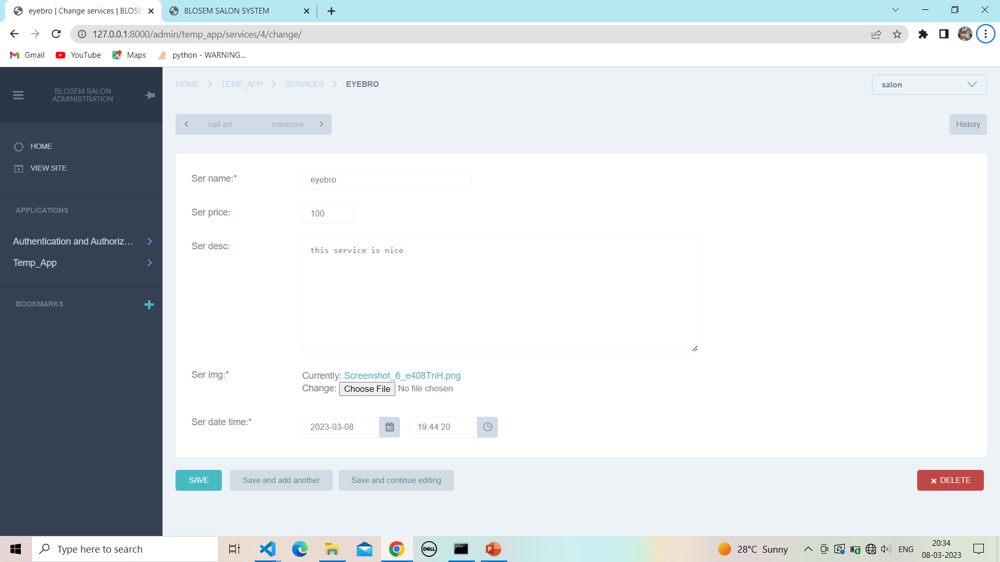 eyebro | Change services | BLOSE
BLOSEM SALON SYSTEM
127.0.0.1:8000/admin/temp_app/services/4/change/
Gmail
YouTube
Maps
python - WARNING...
BLOSEM SALON
ADMINISTRATION
HOME
VIEW SITE
APPLICATIONS
Authentication and Authoriz...
Temp_App
BOOKMARKS
HOME > TEMP_APP > SERVICES > EYEBRO
salon
nail art
manicure
History
Ser name:*
eyebro
Ser price:
100
Ser desc:
this service is nice
Ser img:*
Currently: Screenshot_6_e408TnH.png
Change: Choose File No file chosen
Ser date time:*
2023-03-08
19:44:20
SAVE
Save and add another
Save and continue editing
DELETE
Type here to search
DELL
28°C Sunny
ENG
20:34
08-03-2023